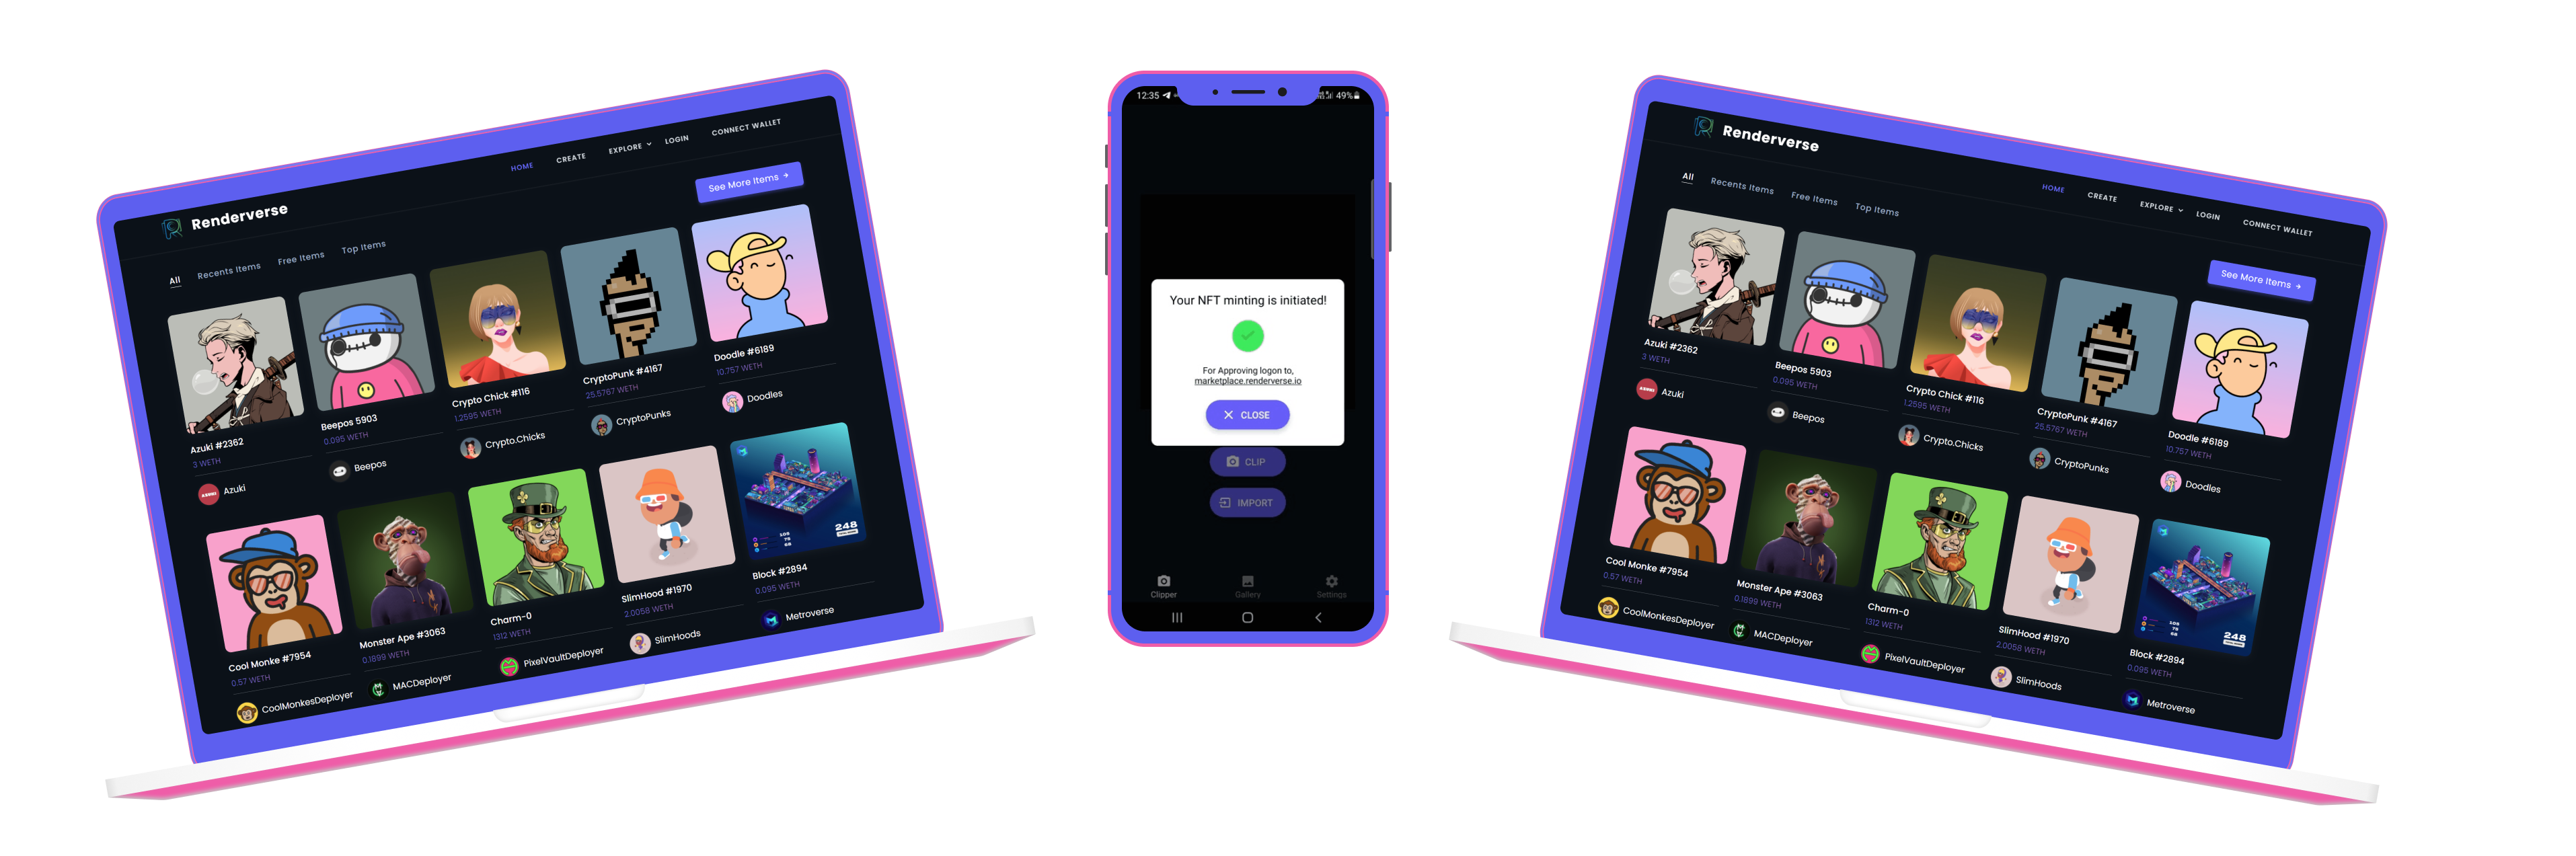 Renderverse
HOME CREATE EXPLORE LOGIN CONNECT WALLET
See More Items →
All Recents Items Free Items Top Items
Azuki #2362
3 WETH
Azuki
Beepos 5903
0.095 WETH
Beepos
Crypto Chick #116
1.2595 WETH
Crypto.Chicks
CryptoPunk #4167
25.5767 WETH
CryptoPunks
Doodle #6189
10.757 WETH
Doodles
Cool Monke #7954
0.57 WETH
CoolMonkesDeployer
Monster Ape #3063
0.1899 WETH
MACDeployer
Charm-0
1312 WETH
PixelVaultDeployer
SlimHood #1970
2.0058 WETH
SlimHoods
248
Block #2894
0.095 WETH
Metroverse
12:35 49%
Your NFT minting is initiated!
For Approving logon to,
marketplace.renderverse.io
CLOSE
CLIP
IMPORT
Clipper Gallery Settings
Renderverse
HOME CREATE EXPLORE LOGIN CONNECT WALLET
All Recents Items Free Items Top Items
See More Items →
Azuki #2362
3 WETH
Azuki
Beepos 5903
0.095 WETH
Beepos
Crypto Chick #116
1.2595 WETH
Crypto.Chicks
CryptoPunk #4167
25.5767 WETH
CryptoPunks
Doodle #6189
10.757 WETH
Doodles
Cool Monke #7954
0.57 WETH
CoolMonkesDeployer
Monster Ape #3063
0.1899 WETH
MACDeployer
Charm-0
1312 WETH
PixelVaultDeployer
SlimHood #1970
2.0058 WETH
SlimHoods
248
Block #2894
0.095 WETH
Metroverse